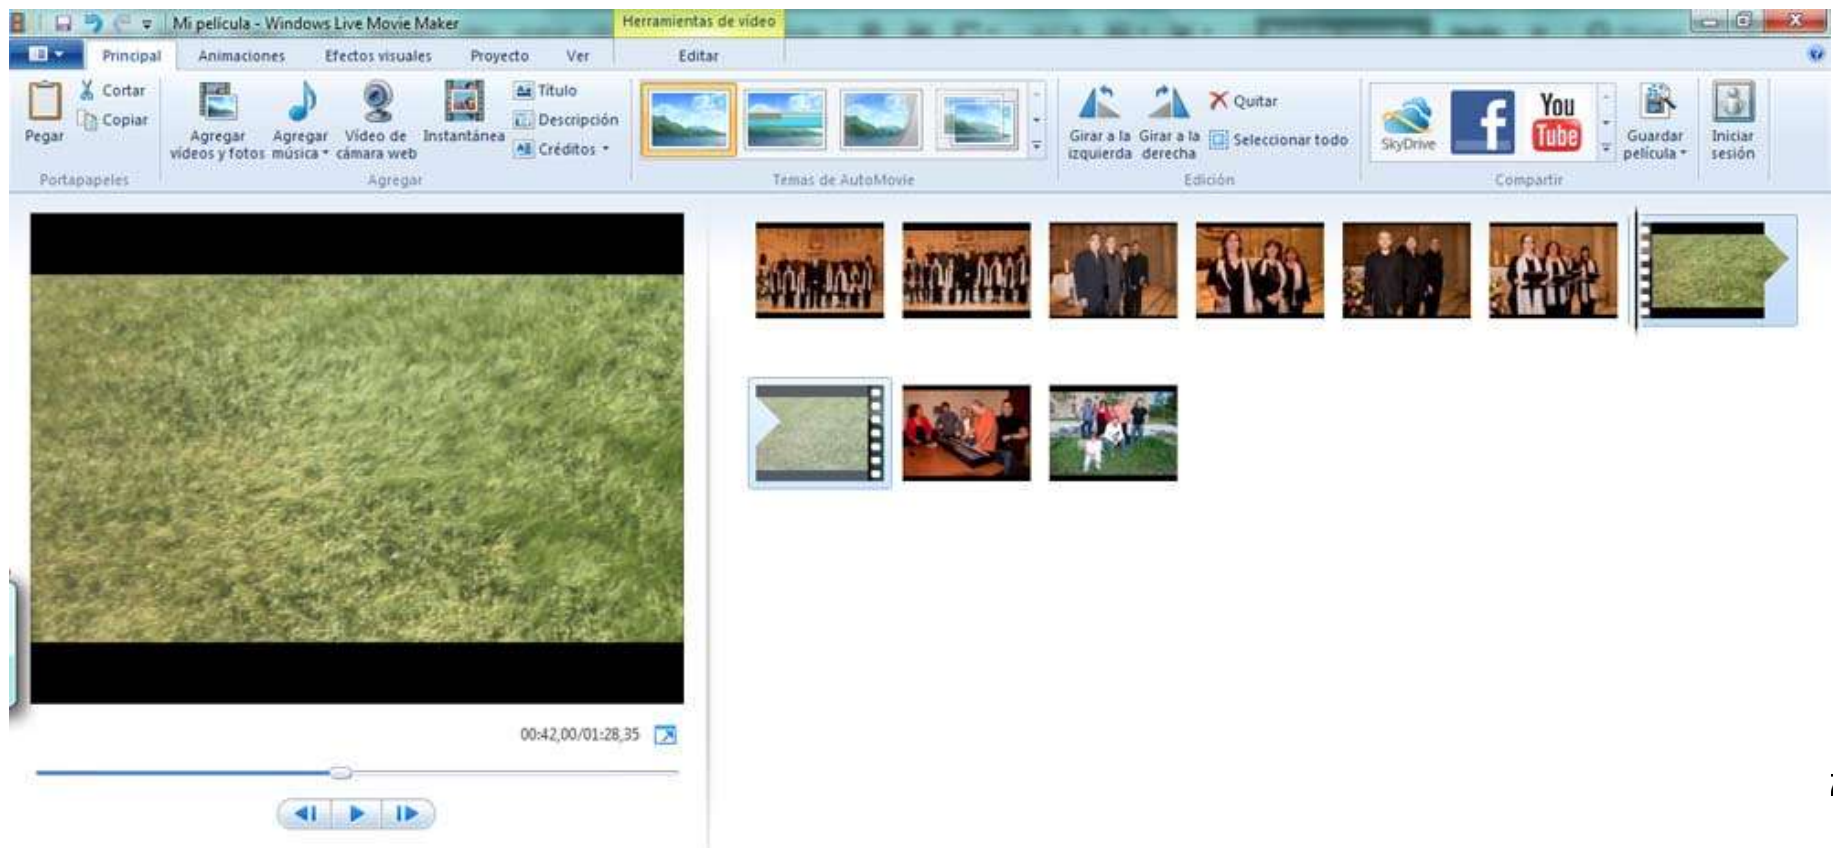 Mi película - Windows Live Movie Maker
Herramientas de vídeo
Principal Animaciones Efectos visuales Proyecto Ver Editar
Pegar
Cortar
Copiar
Portapapeles
Agregar
vídeos y fotos
Agregar
música
Vídeo de
cámara web
Instantánea
Título
Descripción
Créditos
Agregar
Temas de AutoMovie
Girar a la
izquierda
Girar a la
derecha
Quitar
Seleccionar todo
Edición
SkyDrive
f
You
Tube
Compartir
Guardar
película
Iniciar
sesión
00:42,00/01:28,35